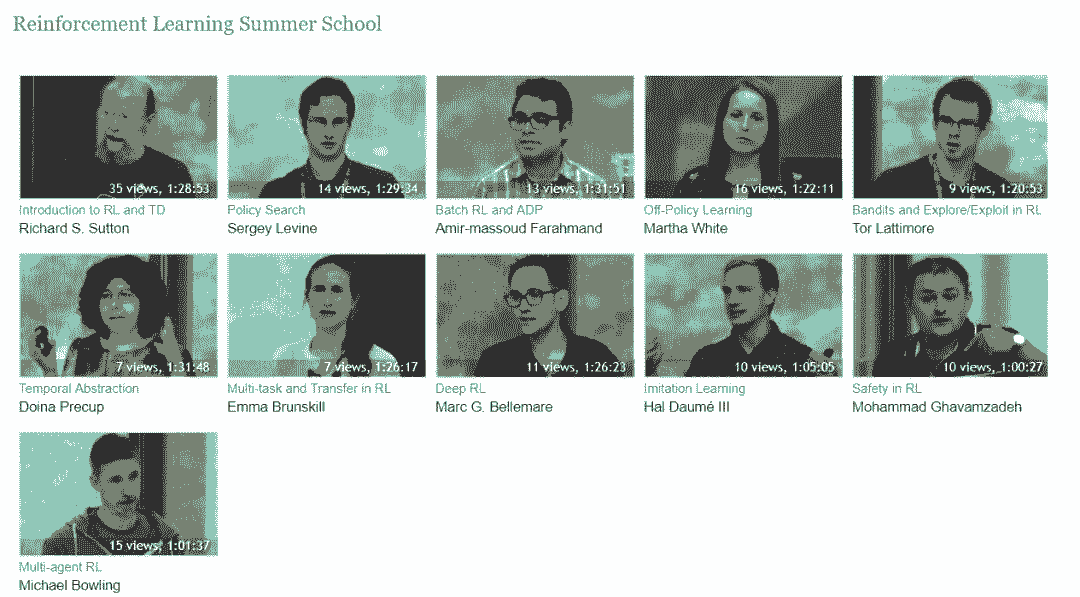 Reinforcement Learning Summer School
35 views, 1:28:53
14 views, 1:29:34
13 views, 1:31:51
16 views, 1:22:11
9 views, 1:20:53
Introduction to RL and TD
Policy Search
Batch RL and ADP
Off-Policy Learning
Bandits and Explore/Exploit in RL
Richard S. Sutton
Sergey Levine
Amir-massoud Farahmand
Martha White
Tor Lattimore
7 views, 1:31:48
7 views, 1:26:17
11 views, 1:26:23
10 views, 1:05:05
10 views, 1:00:27
Temporal Abstraction
Multi-task and Transfer in RL
Deep RL
Imitation Learning
Safety in RL
Doina Precup
Emma Brunskill
Marc G. Bellemare
Hal Daumé III
Mohammad Ghavamzadeh
15 views, 1:01:37
Multi-agent RL
Michael Bowling